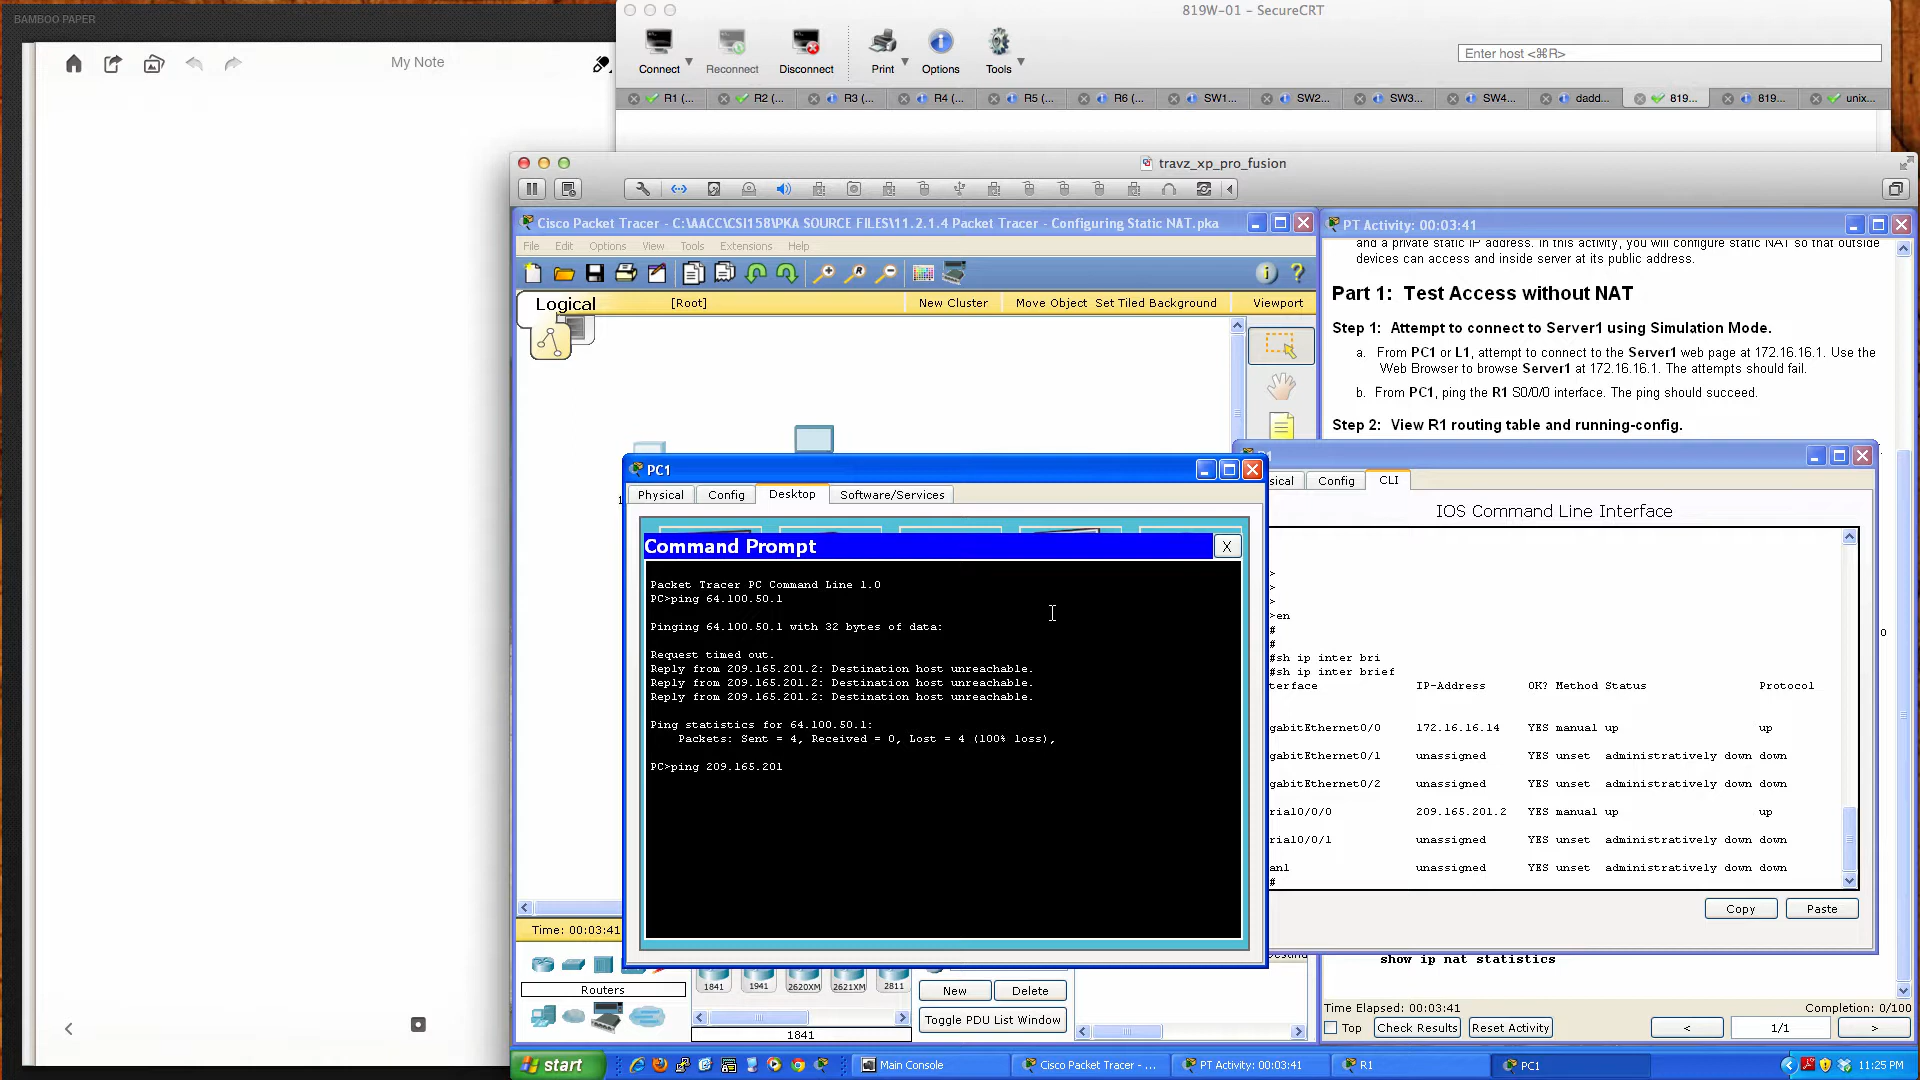 BAMBOO PAPER
My Note
819W-01 – SecureCRT
Connect
Reconnect
Disconnect
Print
Options
Tools
Enter host <⌘R>
R1 (...
R2 (...
R3 (...
R4 (...
R5 (...
R6 (...
SW1...
SW2...
SW3...
SW4...
dadd...
819...
819...
unix...
travz_xp_pro_fusion
Cisco Packet Tracer - C:\AACC\CSI158\PKA SOURCE FILES\11.2.1.4 Packet Tracer - Configuring Static NAT.pka
File Edit Options View Tools Extensions Help
Logical
[Root]
New Cluster
Move Object
Set Tiled Background
Viewport
PT Activity: 00:03:41
and a private static IP address. In this activity, you will configure static NAT so that outside
devices can access and inside server at its public address.
Part 1: Test Access without NAT
Step 1: Attempt to connect to Server1 using Simulation Mode.
a. From PC1 or L1, attempt to connect to the Server1 web page at 172.16.16.1. Use the
Web Browser to browse Server1 at 172.16.16.1. The attempts should fail.
b. From PC1, ping the R1 S0/0/0 interface. The ping should succeed.
Step 2: View R1 routing table and running-config.
PC1
Physical
Config
Desktop
Software/Services
Command Prompt
X
Packet Tracer PC Command Line 1.0
PC>ping 64.100.50.1
Pinging 64.100.50.1 with 32 bytes of data:
Request timed out.
Reply from 209.165.201.2: Destination host unreachable.
Reply from 209.165.201.2: Destination host unreachable.
Reply from 209.165.201.2: Destination host unreachable.
Ping statistics for 64.100.50.1:
Packets: Sent = 4, Received = 0, Lost = 4 (100% loss),
PC>ping 209.165.201
sical
Config
CLI
IOS Command Line Interface
>
>
>
>en
#
#
#sh ip inter bri
#sh ip inter brief
terface IP-Address OK? Method Status Protocol
gabitEthernet0/0 172.16.16.14 YES manual up up
gabitEthernet0/1 unassigned YES unset administratively down down
gabitEthernet0/2 unassigned YES unset administratively down down
rial0/0/0 209.165.201.2 YES manual up up
rial0/0/1 unassigned YES unset administratively down down
an1 unassigned YES unset administratively down down
#
Copy
Paste
show ip nat statistics
Time: 00:03:41
Routers
1841
1941
2620XM
2621XM
2811
1841
New
Delete
Toggle PDU List Window
Time Elapsed: 00:03:41
Completion: 0/100
Top
Check Results
Reset Activity
<
1/1
>
start
Main Console
Cisco Packet Tracer - ...
PT Activity: 00:03:41
R1
PC1
11:25 PM